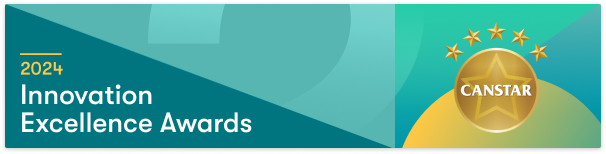 2024
Innovation
Excellence Awards
CANSTAR